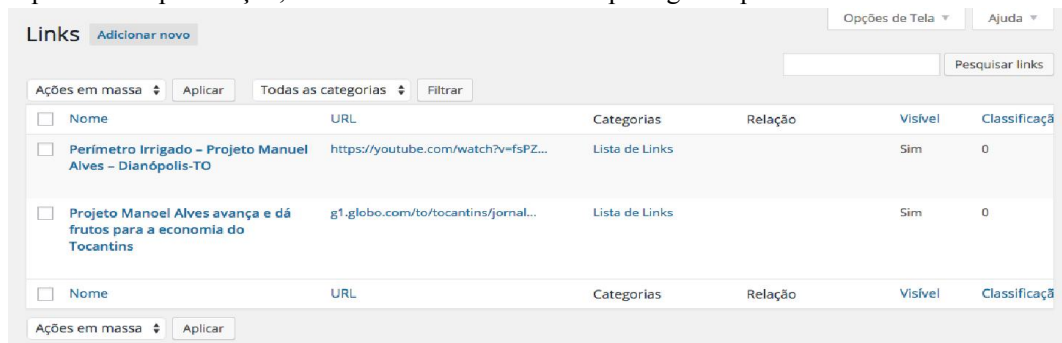 Links Adicionar novo
Opções de Tela Ajuda
Pesquisar links
Ações em massa Aplicar Todas as categorias Filtrar
Nome URL Categorias Relação Visível Classificaçã
Perímetro Irrigado – Projeto Manuel https://youtube.com/watch?v=fsPZ... Lista de Links Sim 0
Alves – Dianópolis-TO
Projeto Manoel Alves avança e dá g1.globo.com/to/tocantins/jornal... Lista de Links Sim 0
frutos para a economia do
Tocantins
Nome URL Categorias Relação Visível Classificaçã
Ações em massa Aplicar